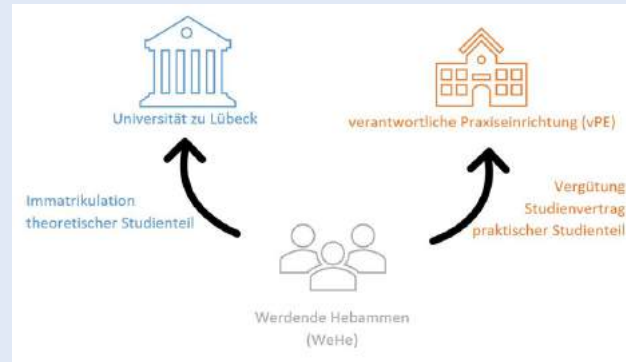 Universität zu Lübeck
verantwortliche Praxiseinrichtung (vPE)
Immatrikulation
theoretischer Studienteil
Vergütung
Studienvertrag
praktischer Studienteil
Werdende Hebammen
(WeHe)